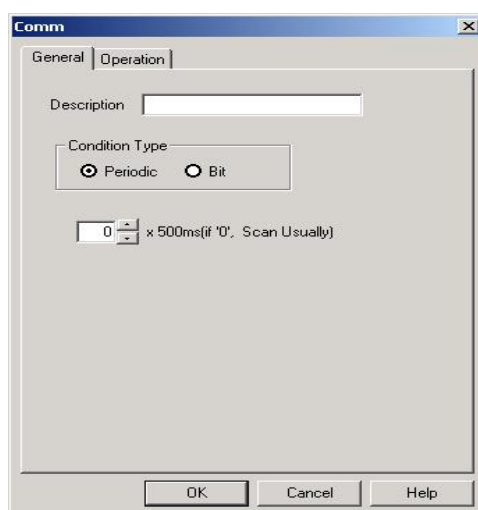 Comm
General Operation
Description
Condition Type
Periodic Bit
0 x 500ms(if '0', Scan Usually)
OK Cancel Help